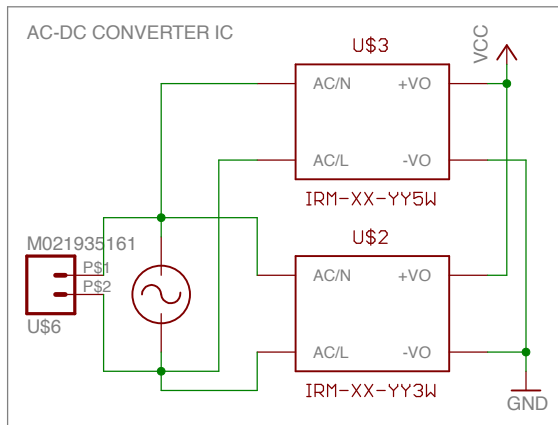 AC-DC CONVERTER IC
U$3
VCC
AC/N
+VO
AC/L
-VO
IRM-XX-YY5W
M021935161
U$2
P$1
P$2
AC/N
+VO
U$6
AC/L
-VO
IRM-XX-YY3W
GND